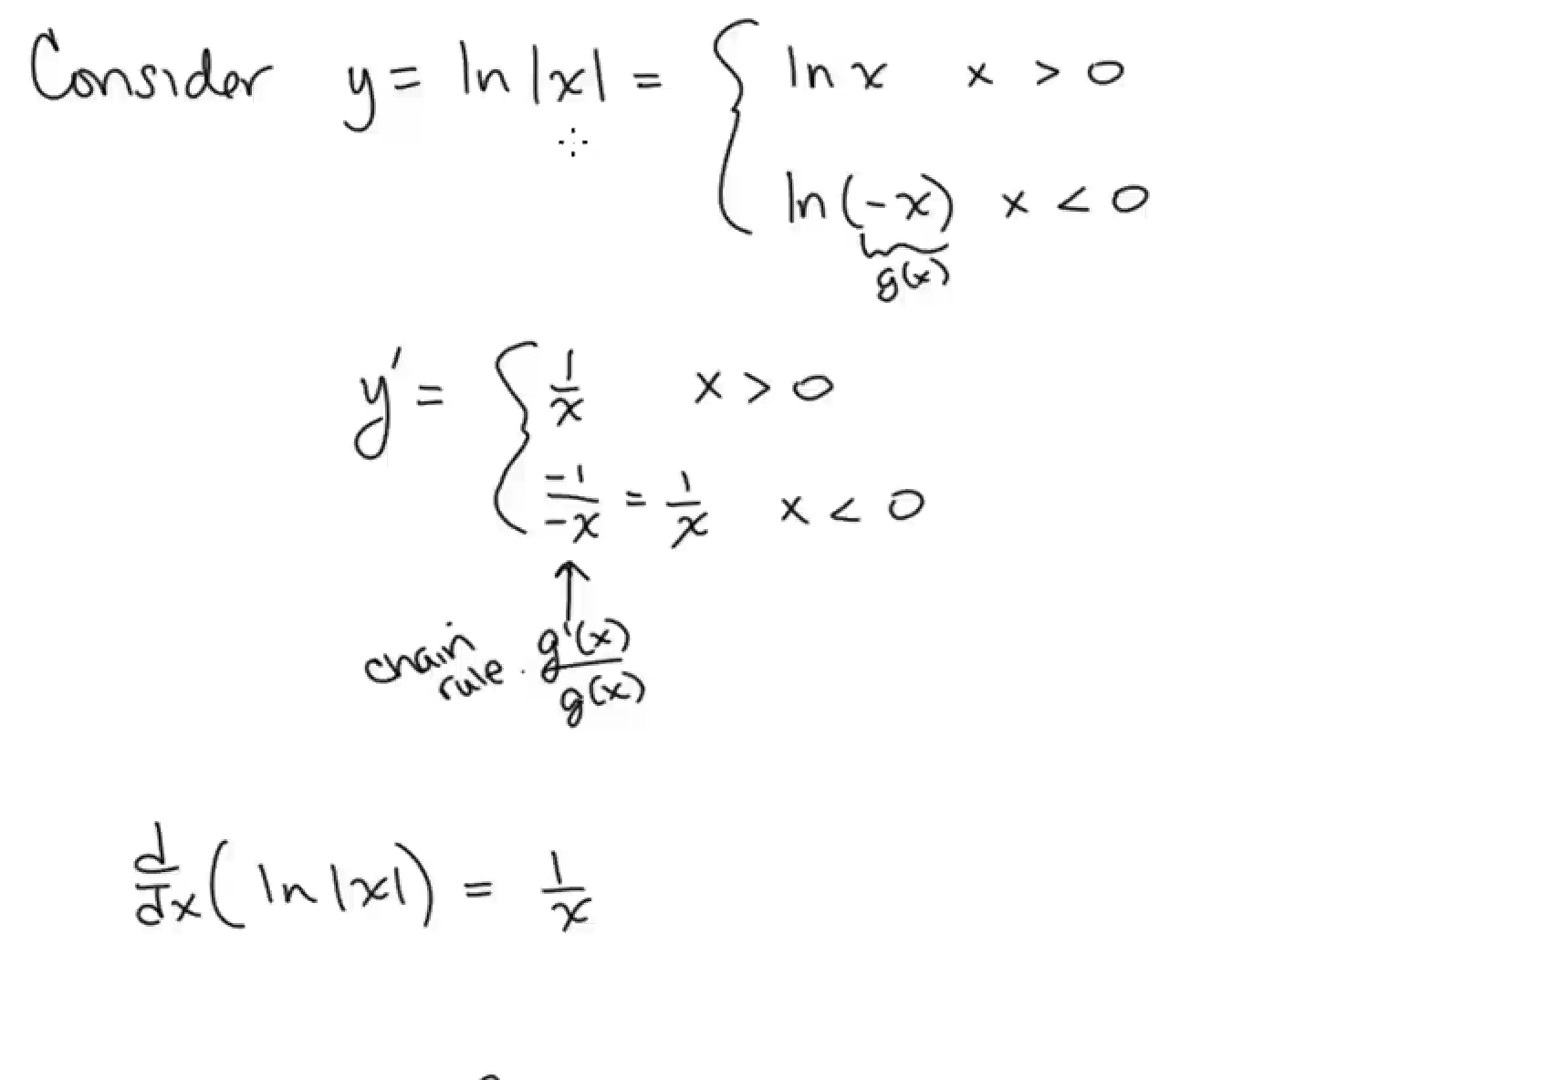 Consider y = ln |x| = { ln x x > 0
ln (-x) x < 0
g(x)
y' = { 1/x x > 0
-1/-x = 1/x x < 0
chain rule. g'(x)/g(x)
d/dx (ln |x|) = 1/x